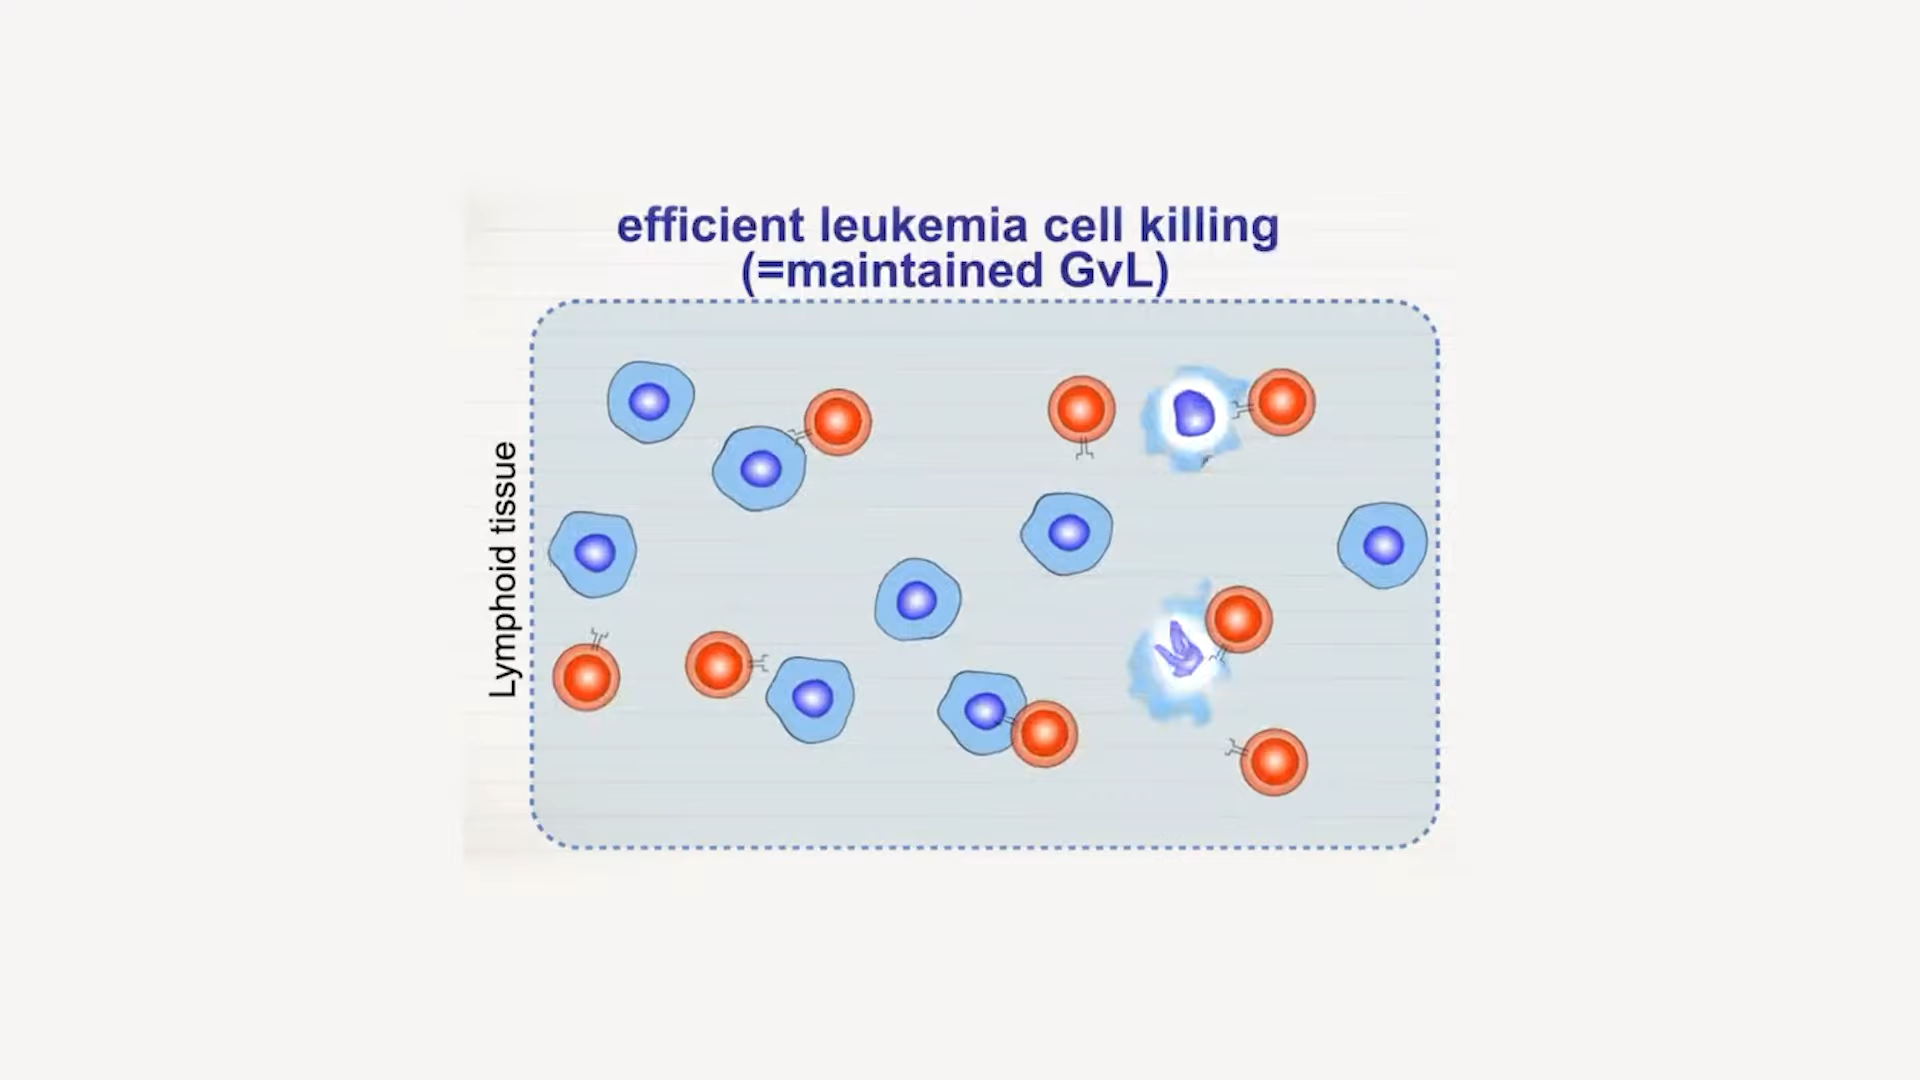 efficient leukemia cell killing
(=maintained GvL)
Lymphoid tissue